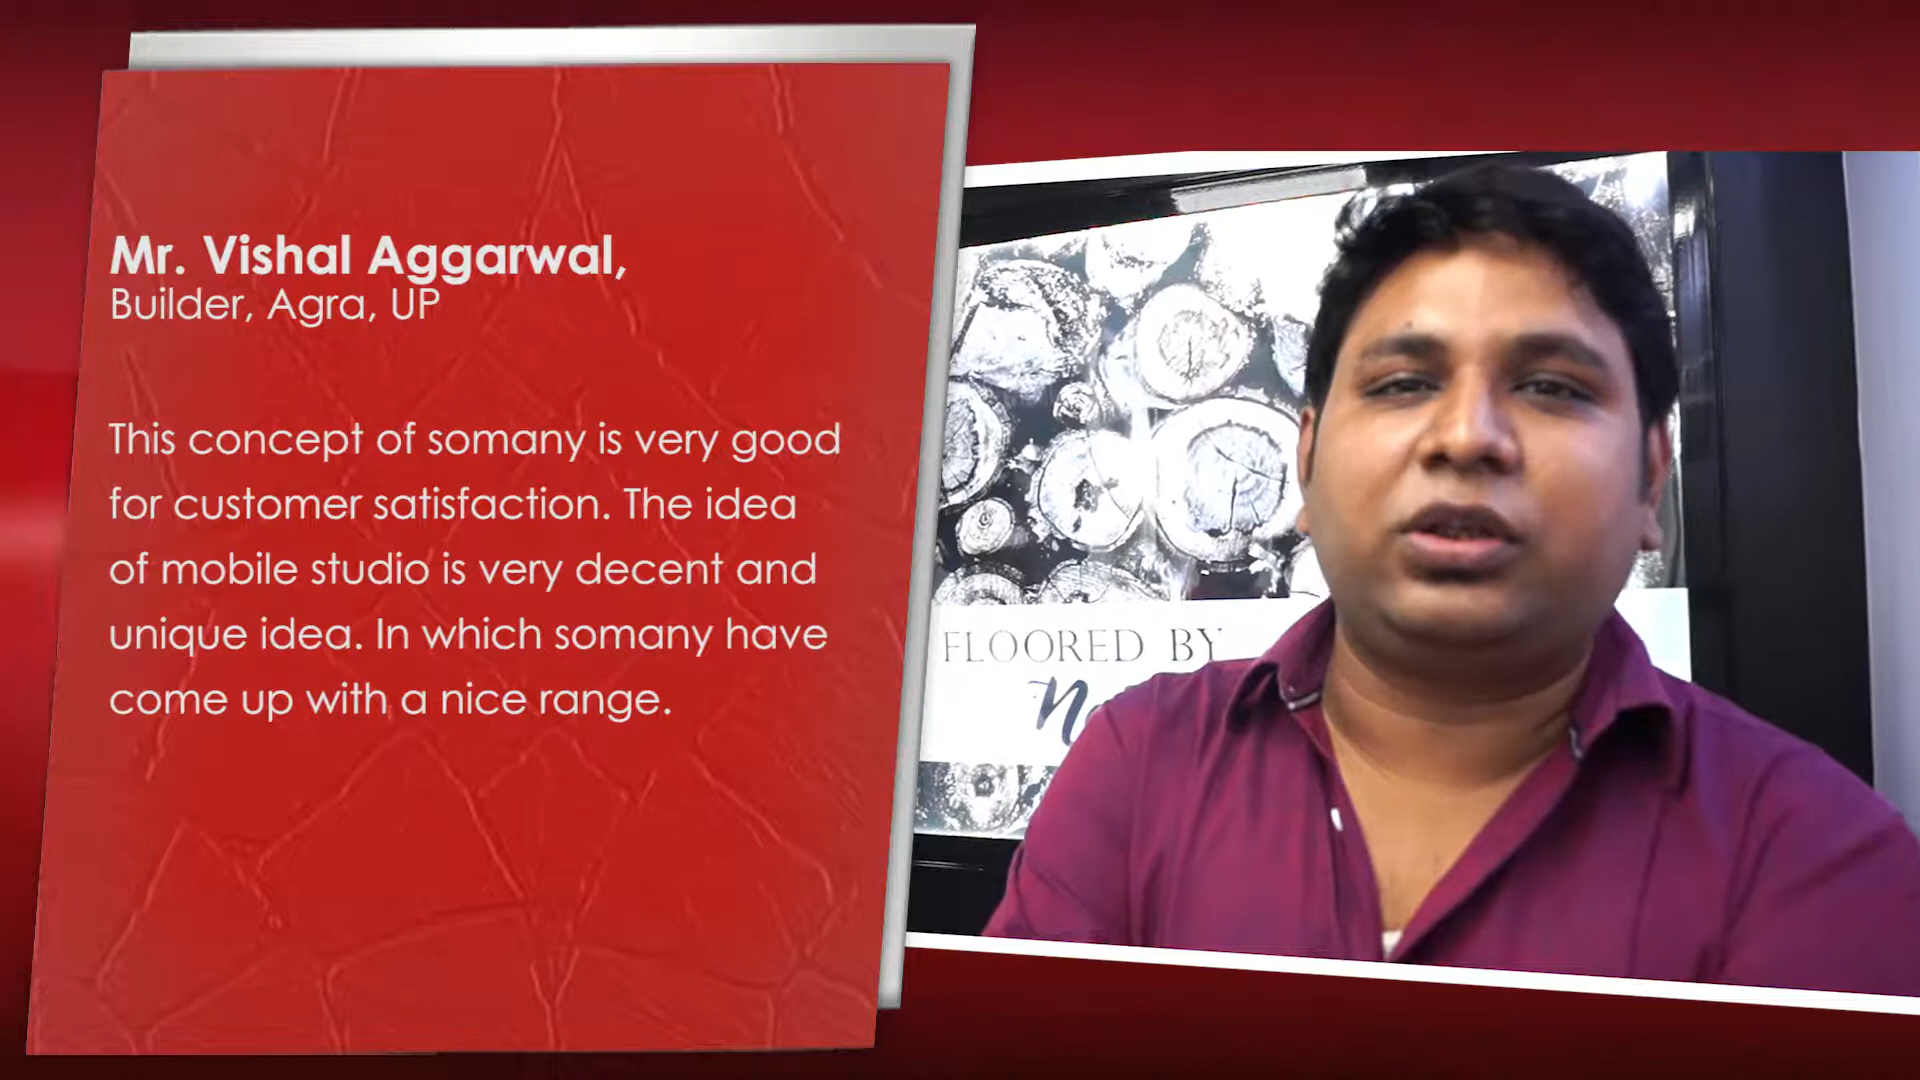 Mr. Vishal Aggarwal,
Builder, Agra, UP
This concept of somany is very good
for customer satisfaction. The idea
of mobile studio is very decent and
unique idea. In which somany have
come up with a nice range.
FLOORED BY